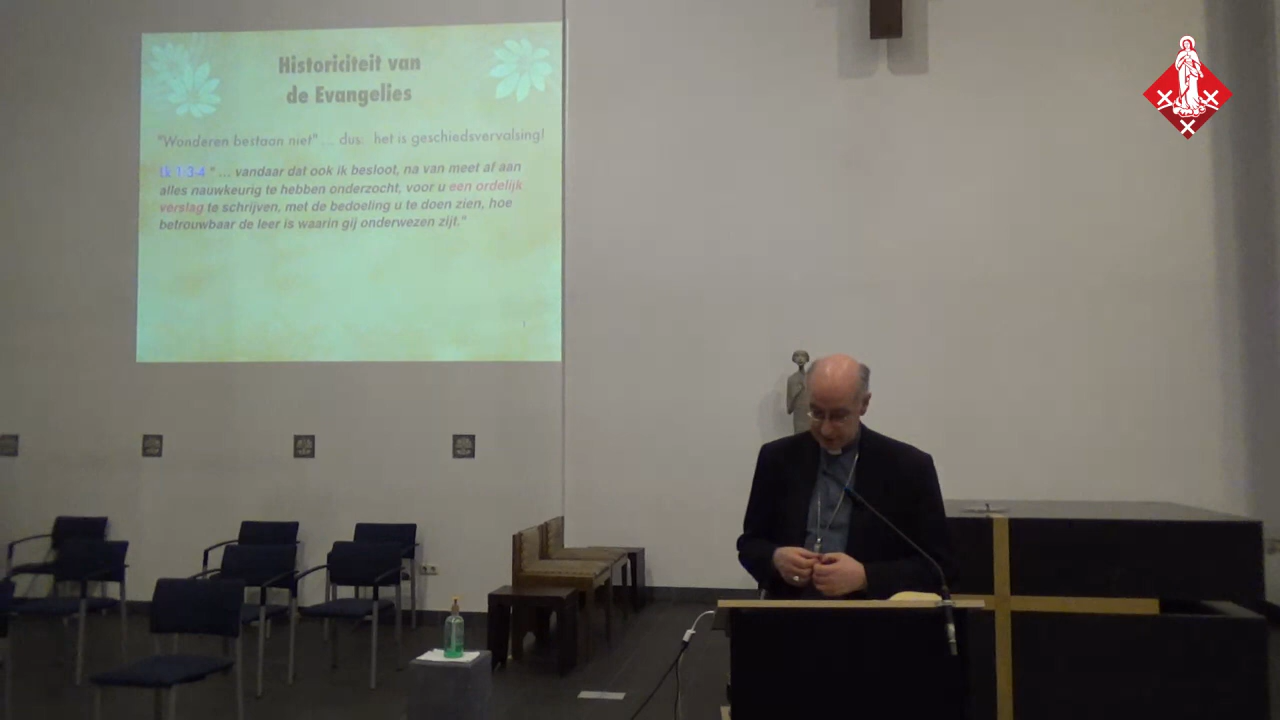 Historiciteit van
de Evangelies
"Wonderen bestaan niet" ... dus: het is geschiedsvervalsing!
Lk 1:3-4 " ... vandaar dat ook ik besloot, na van meet af aan
alles nauwkeurig te hebben onderzocht, voor u een ordelijk
verslag te schrijven, met de bedoeling u te doen zien, hoe
betrouwbaar de leer is waarin gij onderwezen zijt."